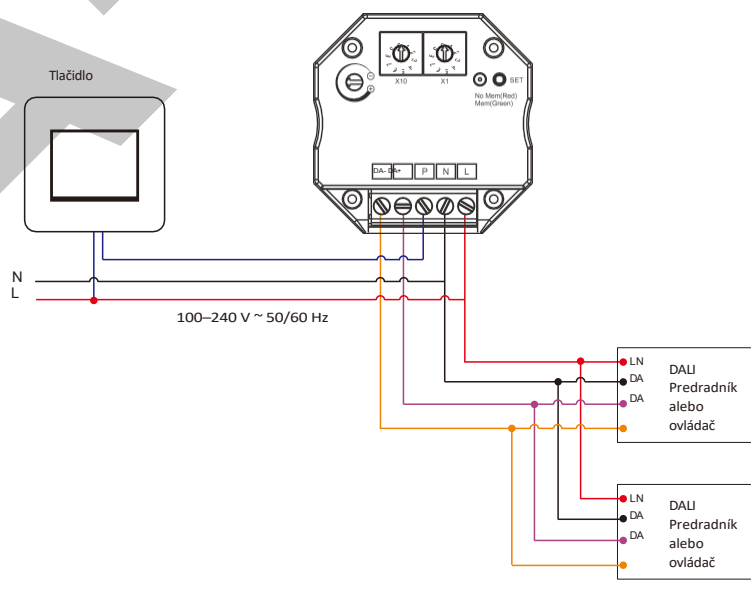 Tlačidlo
X10
X1
SET
No Mem(Red)
Mem(Green)
DA- DA+ P N L
N
L
100–240 V ~ 50/60 Hz
LN
DA
DA
DALI
Predradník
alebo
ovládač
LN
DA
DA
DALI
Predradník
alebo
ovládač